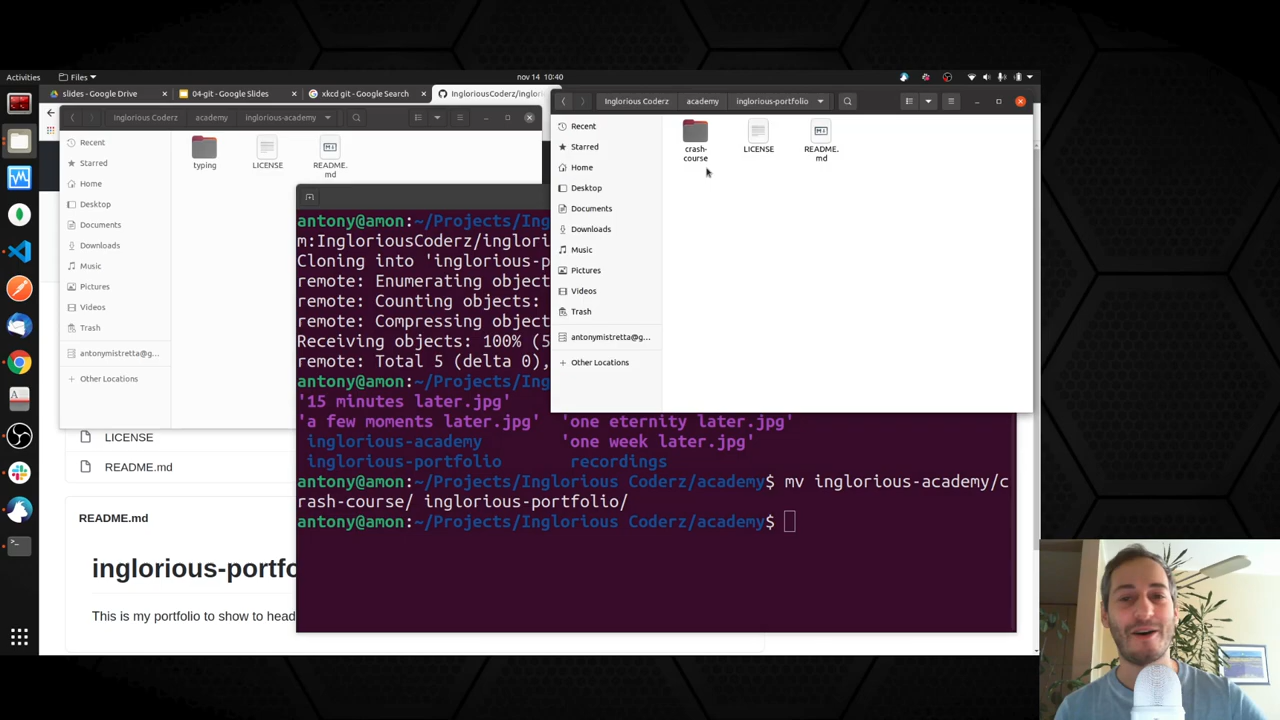 Activities
Files
nov 14 10:40
slides - Google Drive
04-git - Google Slides
xkcd git - Google Search
IngloriousCoderz/inglori
Inglorious Coderz
academy
inglorious-academy
Recent
Starred
Home
Desktop
Documents
Downloads
Music
Pictures
Videos
Trash
antonymistretta@g...
Other Locations
typing
LICENSE
README.
md
Inglorious Coderz
academy
inglorious-portfolio
Recent
Starred
Home
Desktop
Documents
Downloads
Music
Pictures
Videos
Trash
antonymistretta@g...
Other Locations
crash-
course
LICENSE
README.
md
antony@amon:~/Projects/Ing
m:IngloriousCoderz/inglori
Cloning into 'inglorious-p
remote: Enumerating object
remote: Counting objects:
remote: Compressing object
Receiving objects: 100% (5
remote: Total 5 (delta 0),
antony@amon:~/Projects/Ing
'15 minutes later.jpg'
'a few moments later.jpg' 'one eternity later.jpg'
inglorious-academy 'one week later.jpg'
inglorious-portfolio recordings
antony@amon:~/Projects/Inglorious Coderz/academy$ mv inglorious-academy/c
rash-course/ inglorious-portfolio/
antony@amon:~/Projects/Inglorious Coderz/academy$
LICENSE
README.md
README.md
inglorious-portfo
This is my portfolio to show to head